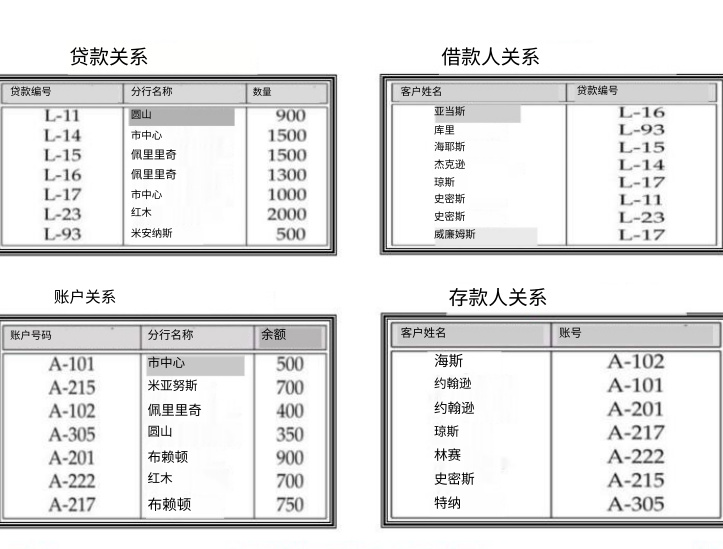 贷款关系
贷款编号 分行名称 数量
L-11 圆山 900
L-14 市中心 1500
L-15 佩里里奇 1500
L-16 佩里里奇 1300
L-17 市中心 1000
L-23 红木 2000
L-93 米安纳斯 500
借款人关系
客户姓名 贷款编号
亚当斯 L-16
库里 L-93
海耶斯 L-15
杰克逊 L-14
琼斯 L-17
史密斯 L-11
史密斯 L-23
威廉姆斯 L-17
账户关系
账户号码 分行名称 余额
A-101 市中心 500
A-215 米亚努斯 700
A-102 佩里里奇 400
A-305 圆山 350
A-201 布赖顿 900
A-222 红木 700
A-217 布赖顿 750
存款人关系
客户姓名 账号
海斯 A-102
约翰逊 A-101
约翰逊 A-201
琼斯 A-217
林赛 A-222
史密斯 A-215
特纳 A-305